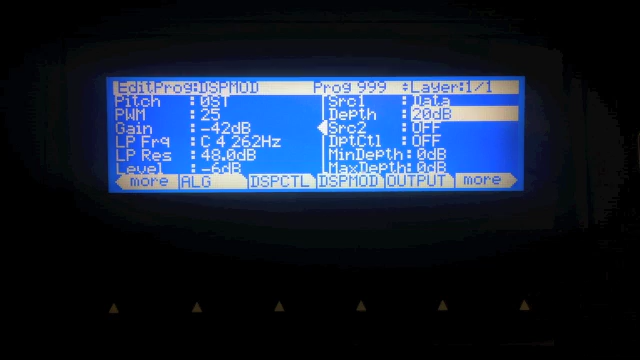 EditProg:DSPMOD Prog 999 Layer:1/1
Pitch :0ST Src1 :Data
PWM :25 Depth :20dB
Gain :-42dB Src2 :OFF
LP Frq :C 4 262Hz DptCtl :OFF
LP Res :48.0dB MinDepth:0dB
Level :-6dB MaxDepth:0dB
more ALG DSPCTL DSPMOD OUTPUT more